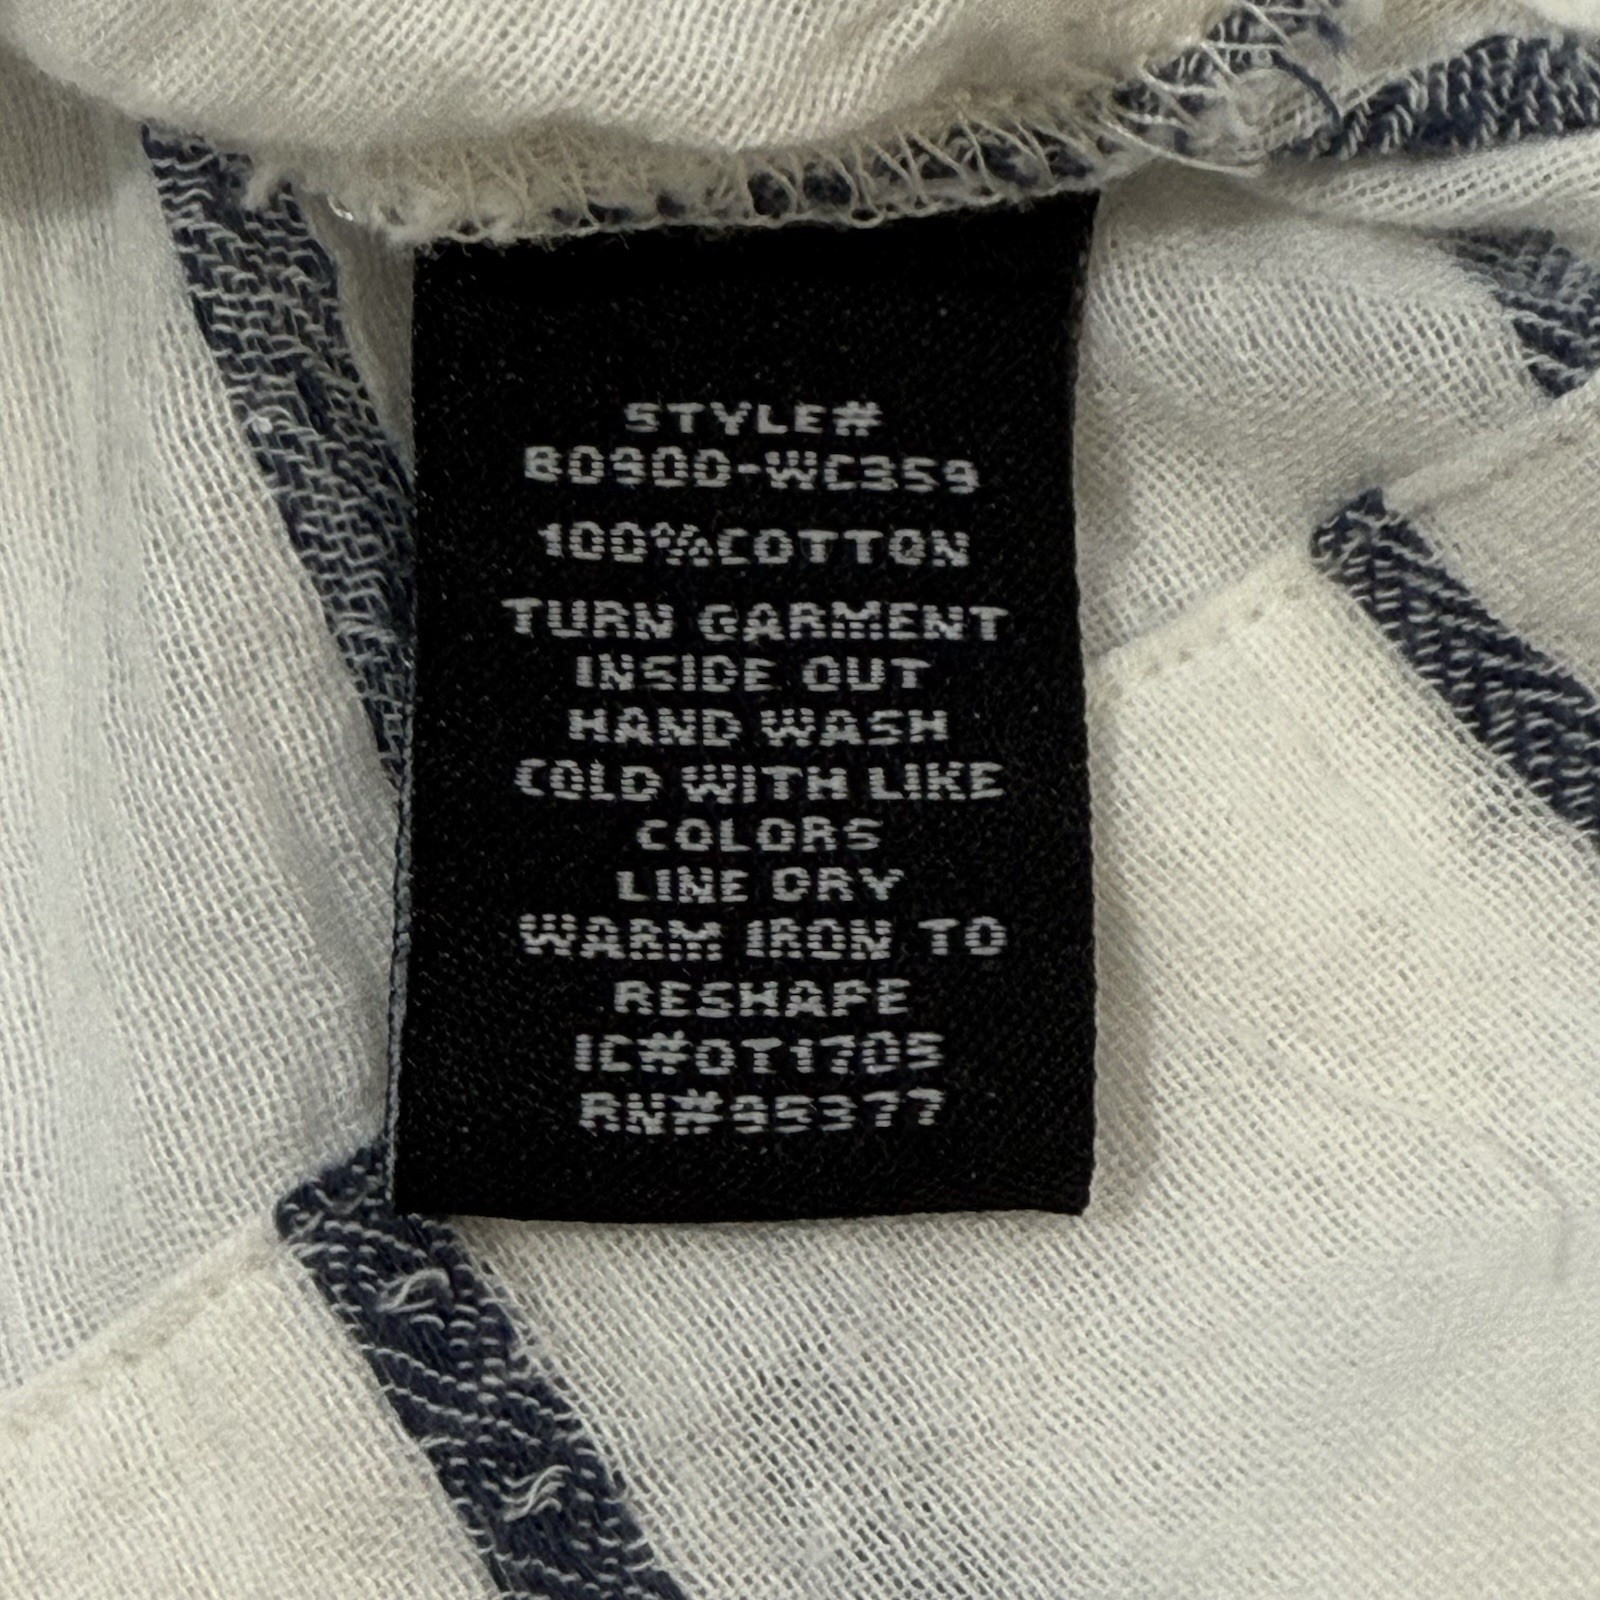 STYLE#
B0900-WC359
100%COTTON
TURN GARMENT
INSIDE OUT
HAND WASH
COLD WITH LIKE
COLORS
LINE DRY
WARM IRON TO
RESHAPE
IC#OT1705
RN#95377